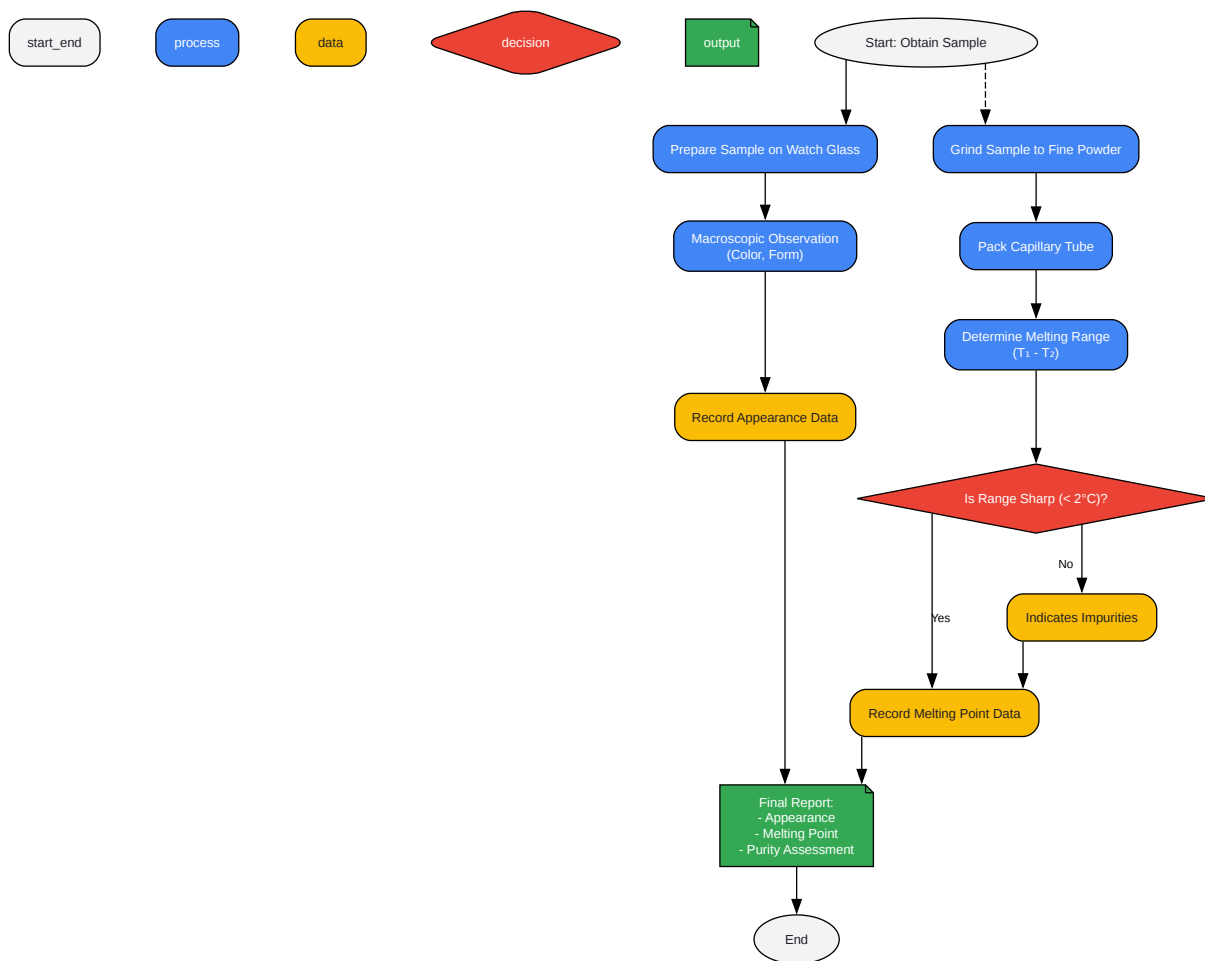 start_end
process
data
decision
output
Start: Obtain Sample
Prepare Sample on Watch Glass
Grind Sample to Fine Powder
Macroscopic Observation
(Color, Form)
Pack Capillary Tube
Determine Melting Range
(T₁ - T₂)
Record Appearance Data
Is Range Sharp (< 2°C)?
No
Yes
Indicates Impurities
Record Melting Point Data
Final Report:
- Appearance
- Melting Point
- Purity Assessment
End